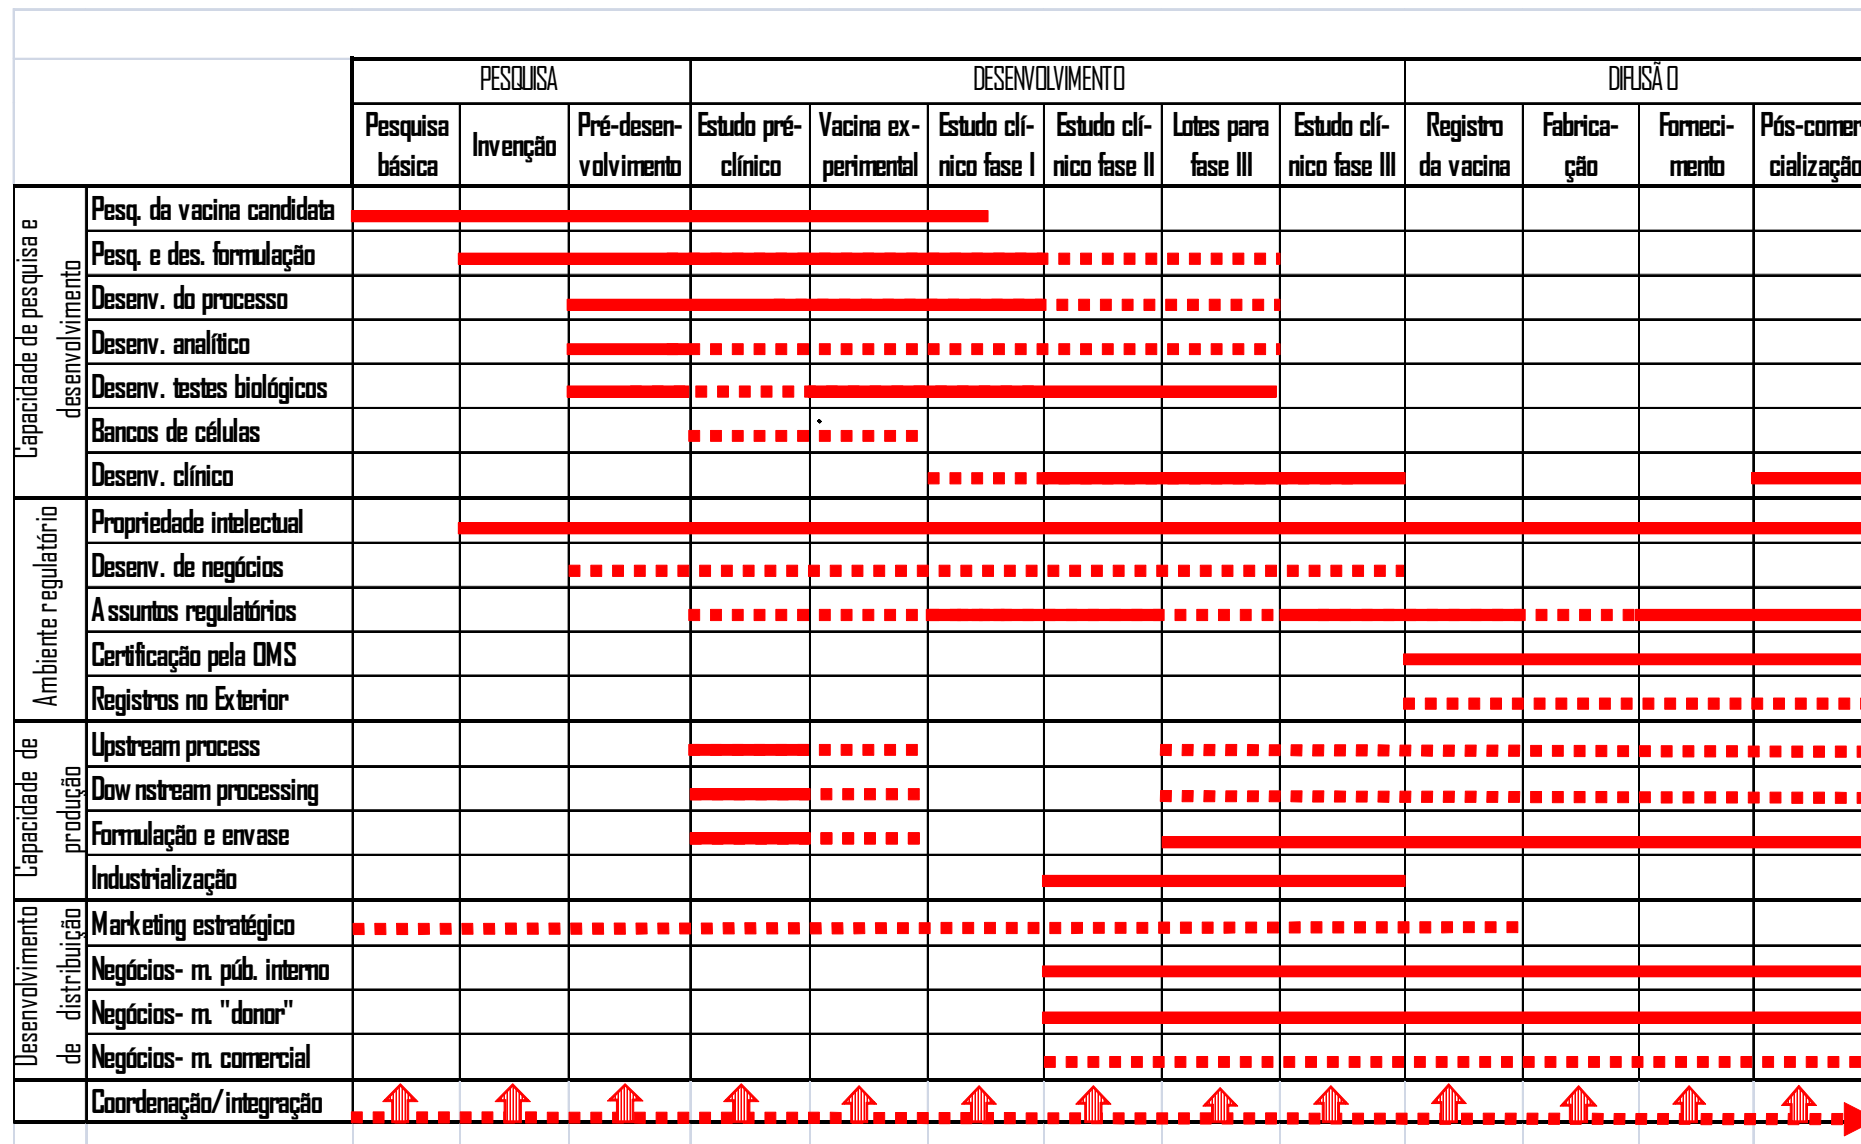 PESQUISA DESENVOLVIMENTO DIFUSÃO
Pesquisa básica
Invenção
Pré-desen-
volvimento
Estudo pré-
clínico
Vacina ex-
perimental
Estudo clí-
nico fase I
Estudo clí-
nico fase II
Lotes para
fase III
Estudo clí-
nico fase III
Registro
da vacina
Fabrica-
ção
Forneci-
mento
Pós-comer
cialização
Capacidade de pesquisa e
desenvolvimento
Pesq. da vacina candidata
Pesq. e des. formulação
Desenv. do processo
Desenv. analítico
Desenv. testes biológicos
Bancos de células
Desenv. clínico
Ambiente regulatório
Propriedade intelectual
Desenv. de negócios
Assuntos regulatórios
Certificação pela OMS
Registros no Exterior
Capacidade de
produção
Upstream process
Downstream processing
Formulação e envase
Industrialização
Desenvolvimento
de distribuição
Marketing estratégico
Negócios- m. púb. interno
Negócios- m. "donor"
Negócios- m. comercial
Coordenação/integração